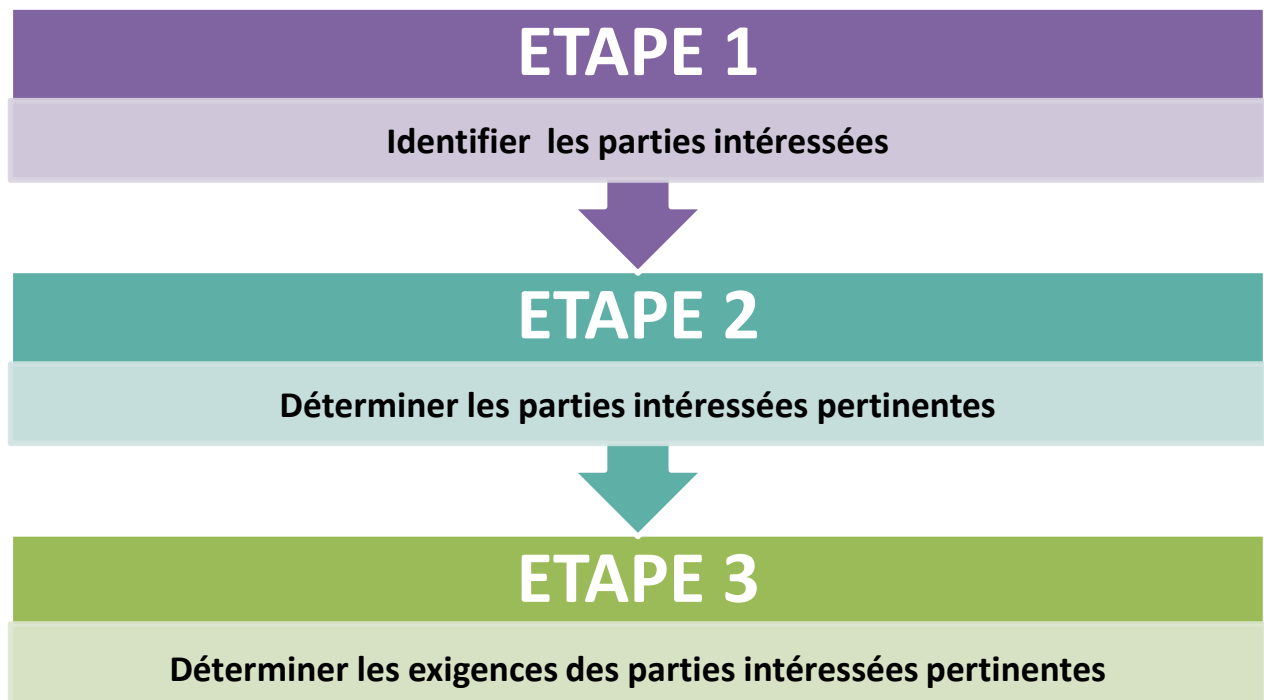 ETAPE 1
Identifier  les parties intéressées
ETAPE 2
Déterminer les parties intéressées pertinentes
ETAPE 3
Déterminer les exigences des parties intéressées pertinentes